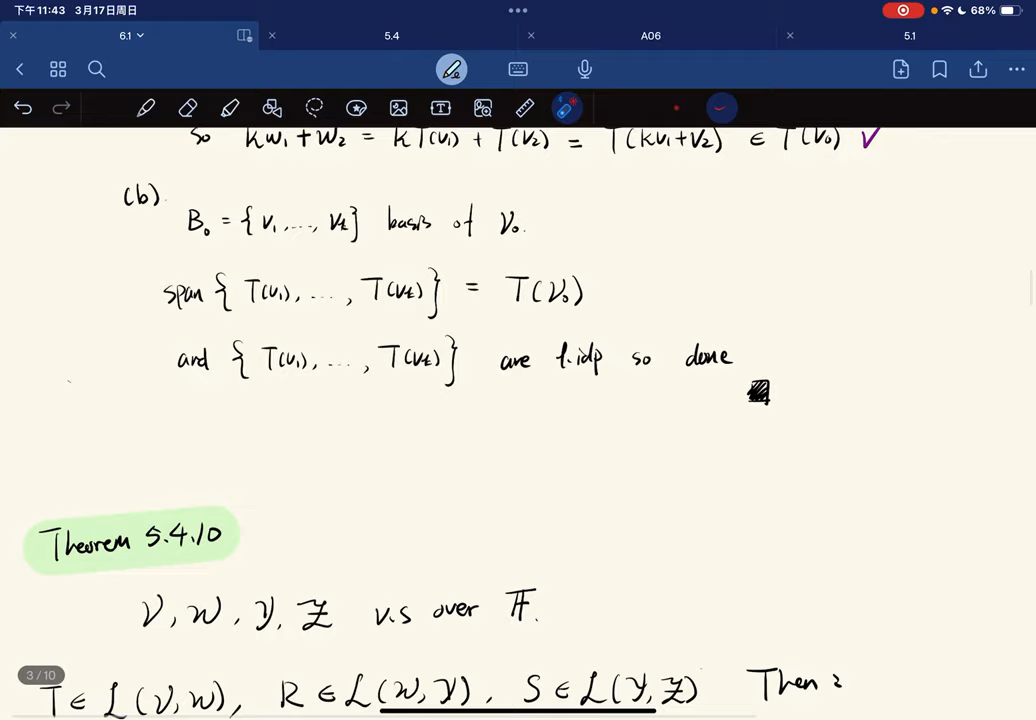 下午11:43 3月17日周日 68%
6.1 5.4 A06 5.1
so kw₁ + w₂ = kT(v₁) + T(v₂) = T(kv₁+v₂) ∈ T(V₀) ✓
(b).
B₀ = {v₁, ..., vₖ} basis of V₀.
span { T(v₁), ..., T(vₖ) } = T(V₀)
and { T(v₁), ..., T(vₖ) } are l.idp so done
Theorem 5.4.10
V, W, Y, Z v.s over F.
3 / 10
T ∈ L(V, W), R ∈ L(W, Y), S ∈ L(Y, Z) Then :